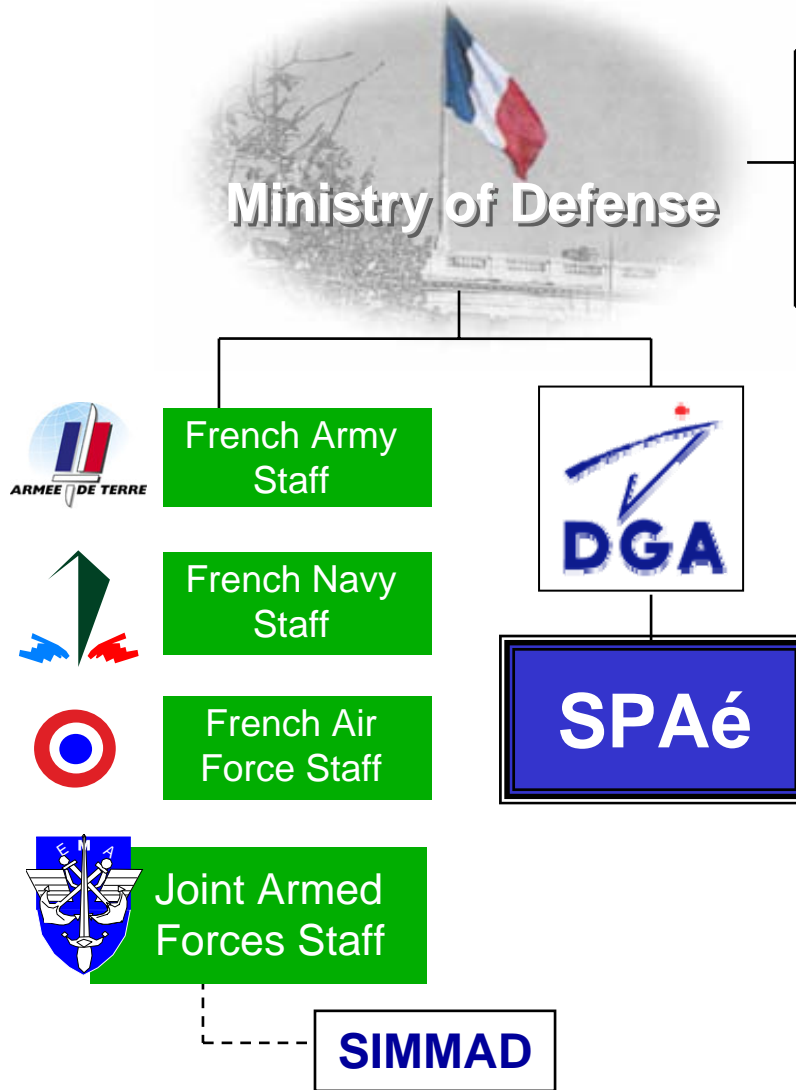 Ministry of Defense
French Army
Staff
ARMEE DE TERRE
DGA
French Navy
Staff
SPAé
French Air
Force Staff
E M A
Joint Armed
Forces Staff
SIMMAD